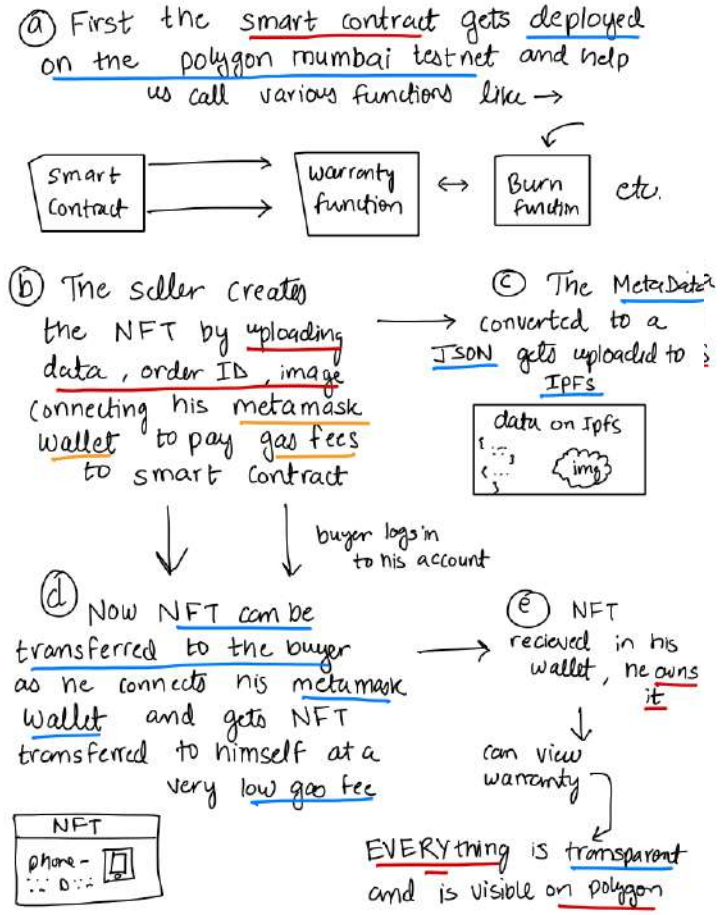 ⓐ First the smart contract gets deployed
on the polygon mumbai testnet and help
us call various functions like →
smart
contract
warranty
function
Burn
function
etc.
ⓑ The seller creates
the NFT by uploading
data, order ID, image
connecting his metamask
wallet to pay gas fees
to smart contract
ⓒ The MetaData
converted to a
JSON gets uploaded to
IPFs
data on Ipfs
img
buyer logs in
to his account
ⓓ Now NFT can be
transferred to the buyer
as he connects his metamask
wallet and gets NFT
transferred to himself at a
very low gas fee
ⓔ NFT
recieved in his
wallet, he owns
it
can view
warranty
NFT
phone -
EVERYthing is transparent
and is visible on polygon